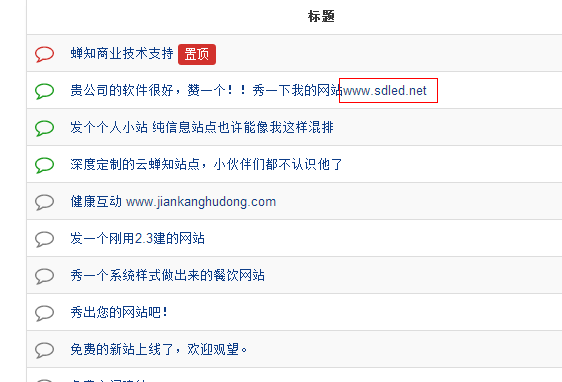 标题
蝉知商业技术支持 置顶
贵公司的软件很好，赞一个！！秀一下我的网站www.sdled.net
发个个人小站 纯信息站点也许能像我这样混排
深度定制的云蝉知站点，小伙伴们都不认识他了
健康互动 www.jiankanghudong.com
发一个刚用2.3建的网站
秀一个系统样式做出来的餐饮网站
秀出您的网站吧！
免费的新站上线了，欢迎观望。